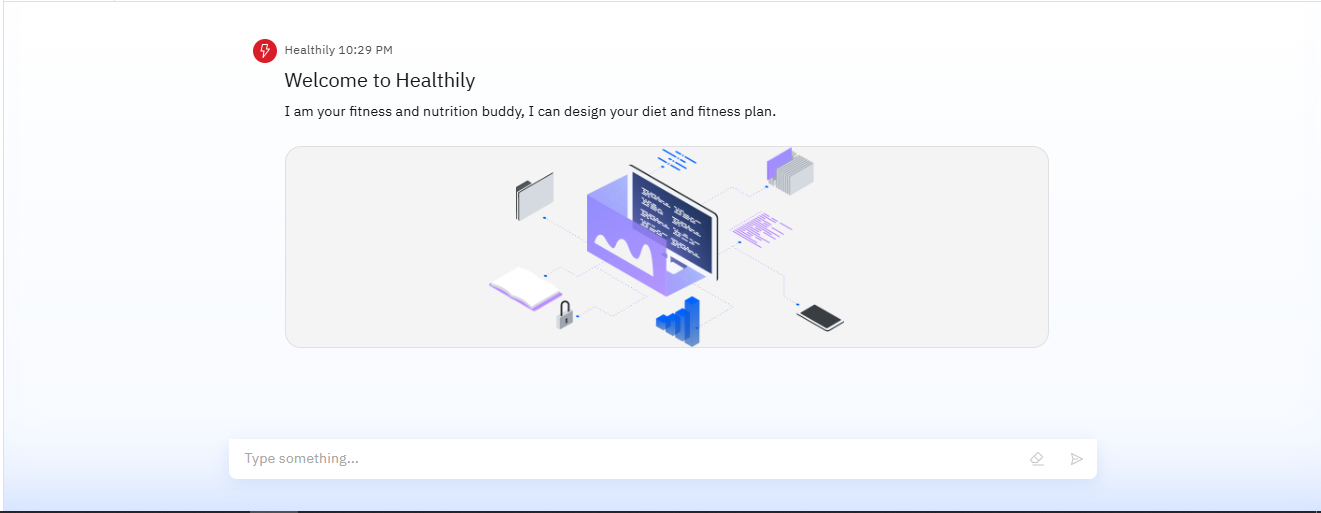 Healthily 10:29 PM
Welcome to Healthily
I am your fitness and nutrition buddy, I can design your diet and fitness plan.
Type something...